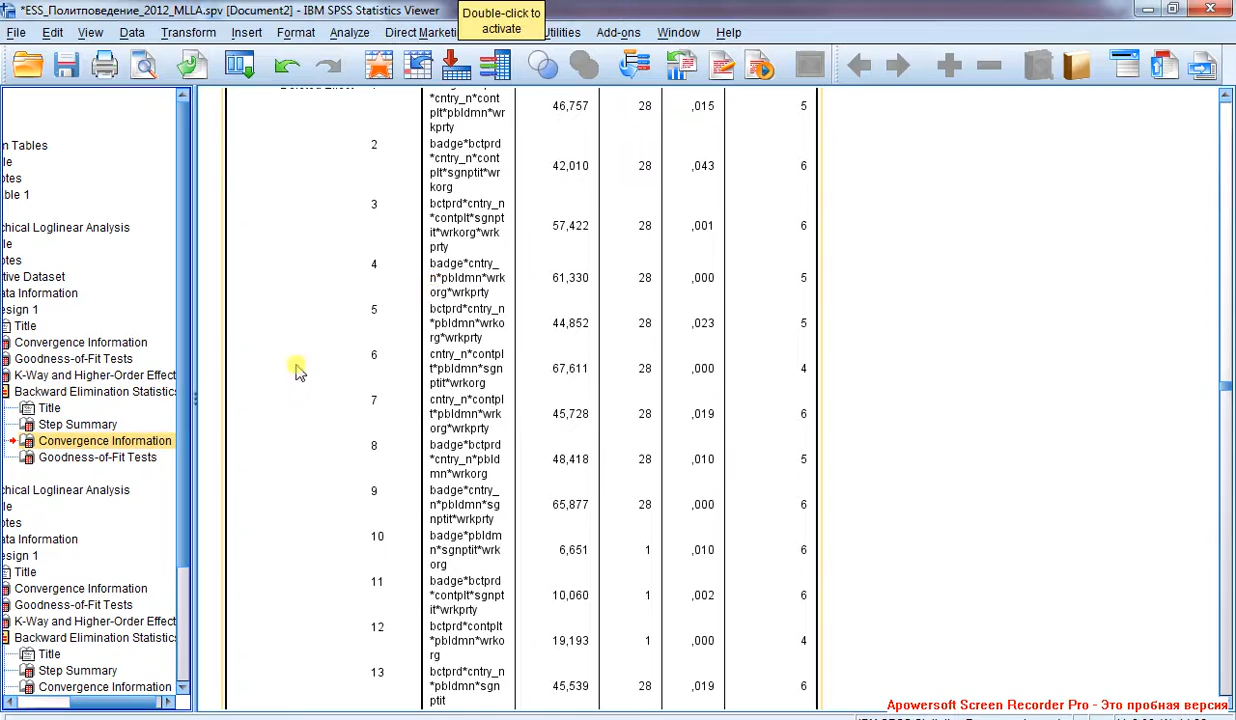 *ESS_Политповедение_2012_MLLA.spv [Document2] - IBM SPSS Statistics Viewer
Double-click to
activate
File Edit View Data Transform Insert Format Analyze Direct Marketi Utilities Add-ons Window Help
m Tables
le
otes
ble 1
chical Loglinear Analysis
le
otes
tive Dataset
ata Information
esign 1
Title
Convergence Information
Goodness-of-Fit Tests
K-Way and Higher-Order Effect
Backward Elimination Statistics
Title
Step Summary
Convergence Information
Goodness-of-Fit Tests
chical Loglinear Analysis
le
otes
ata Information
esign 1
Title
Convergence Information
Goodness-of-Fit Tests
K-Way and Higher-Order Effect
Backward Elimination Statistics
Title
Step Summary
Convergence Information
*cntry_n*cont
plt*pbldmn*wr
kprty
46,757 28 ,015 5
2 badge*bctprd
*cntry_n*cont
plt*sgnptit*wr
korg
42,010 28 ,043 6
3 bctprd*cntry_n
*contplt*sgnp
tit*wrkorg*wrk
prty
57,422 28 ,001 6
4 badge*cntry_
n*pbldmn*wrk
org*wrkprty
61,330 28 ,000 5
5 bctprd*cntry_n
*pbldmn*wrko
rg*wrkprty
44,852 28 ,023 5
6 cntry_n*contpl
t*pbldmn*sgn
ptit*wrkorg
67,611 28 ,000 4
7 cntry_n*contpl
t*pbldmn*wrk
org*wrkprty
45,728 28 ,019 6
8 badge*bctprd
*cntry_n*pbld
mn*wrkorg
48,418 28 ,010 5
9 badge*cntry_
n*pbldmn*sg
nptit*wrkprty
65,877 28 ,000 6
10 badge*pbldm
n*sgnptit*wrk
org
6,651 1 ,010 6
11 badge*bctprd
*contplt*sgnpt
it*wrkprty
10,060 1 ,002 6
12 bctprd*contplt
*pbldmn*wrko
rg
19,193 1 ,000 4
13 bctprd*cntry_n
*pbldmn*sgn
ptit
45,539 28 ,019 6
Apowersoft Screen Recorder Pro - Это пробная версия